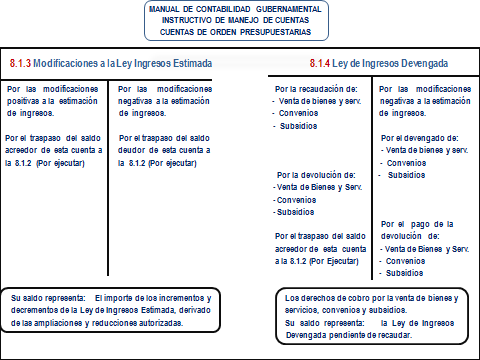 MANUAL DE CONTABILIDAD GUBERNAMENTAL
INSTRUCTIVO DE MANEJO DE CUENTAS
CUENTAS DE ORDEN PRESUPUESTARIAS
8.1.3 Modificaciones a la Ley Ingresos Estimada
Por las modificaciones
positivas a la estimación
de ingresos.
Por el traspaso del saldo
acreedor de esta cuenta a
la 8.1.2 (Por ejecutar)
Por las modificaciones
negativas a la estimación
de ingresos.
Por el traspaso del saldo
deudor de esta cuenta a
la 8.1.2 (Por ejecutar)
Su saldo representa: El importe de los incrementos y
decrementos de la Ley de Ingresos Estimada, derivado
de las ampliaciones y reducciones autorizadas.
8.1.4 Ley de Ingresos Devengada
Por la recaudación de:
- Venta de bienes y serv.
- Convenios
- Subsidios
Por la devolución de:
- Venta de Bienes y Serv.
- Convenios
- Subsidios
Por el traspaso del saldo
acreedor de esta cuenta
a la 8.1.2 (Por Ejecutar)
Por las modificaciones
negativas a la estimación
de ingresos.
Por el devengado de:
- Venta de bienes y serv.
- Convenios
- Subsidios
Por el pago de la
devolución de:
- Venta de Bienes y Serv.
- Convenios
- Subsidios
Los derechos de cobro por la venta de bienes y
servicios, convenios y subsidios.
Su saldo representa: la Ley de Ingresos
Devengada pendiente de recaudar.